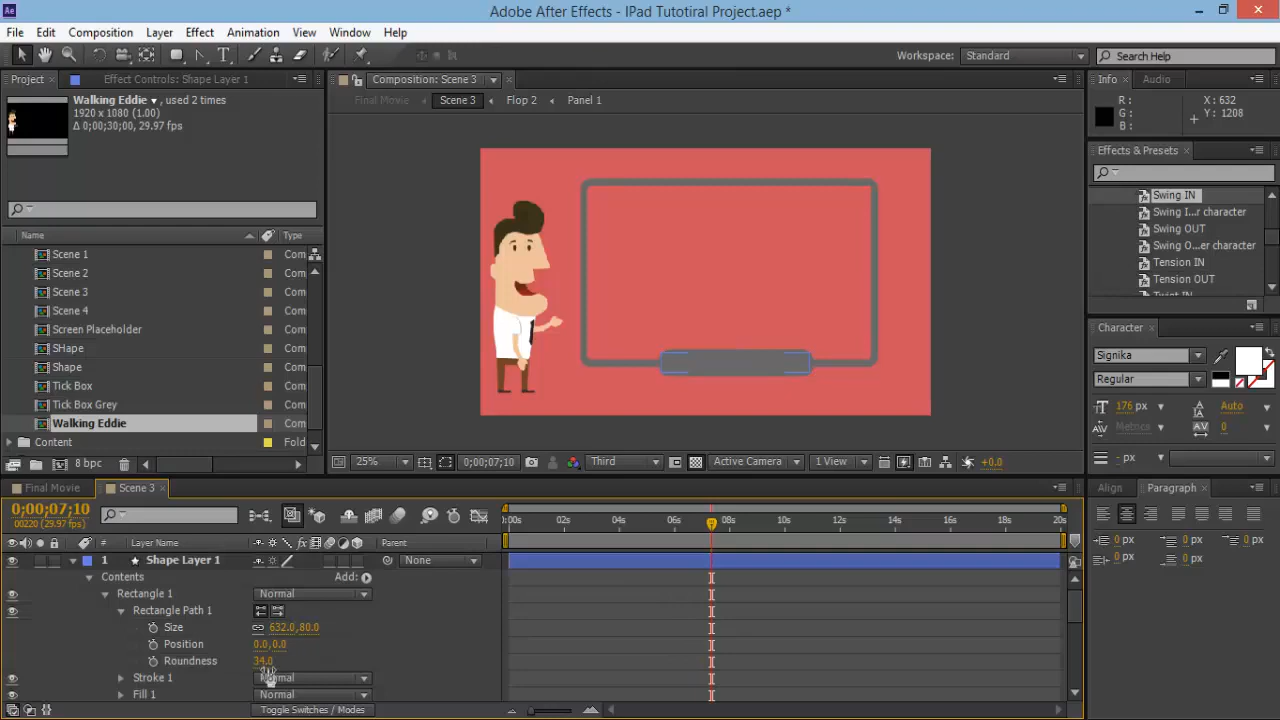 Adobe After Effects - IPad Tutotiral Project.aep *
File Edit Composition Layer Effect Animation View Window Help
Workspace: Standard Search Help
Project Effect Controls: Shape Layer 1
Composition: Scene 3
Info Audio
Walking Eddie, used 2 times
1920 x 1080 (1.00)
Δ 0;00;30;00, 29.97 fps
Final Movie Scene 3 Flop 2 Panel 1
R: X: 632
G: Y: 1208
B:
Effects & Presets
Swing IN
Swing I...r character
Swing OUT
Swing O...er character
Tension IN
Tension OUT
Twist IN
Name Type
Scene 1 Com
Scene 2 Com
Scene 3 Com
Scene 4 Com
Screen Placeholder Com
SHape Com
Shape Com
Tick Box Com
Tick Box Grey Com
Walking Eddie Com
Content Fold
8 bpc
Character
Signika
Regular
176 px Auto
Metrics 0
- px
25% 0;00;07;10 Third Active Camera 1 View +0.0
Final Movie Scene 3
Align Paragraph
0 px 0 px 0 px
0 px 0 px
0;00;07;10
00220 (29.97 fps)
:00s 02s 04s 06s 08s 10s 12s 14s 16s 18s 20s
# Layer Name Parent
1 Shape Layer 1 None
Contents Add:
Rectangle 1 Normal
Rectangle Path 1
Size 632.0,80.0
Position 0.0,0.0
Roundness 34.0
Stroke 1 Normal
Fill 1 Normal
Toggle Switches / Modes